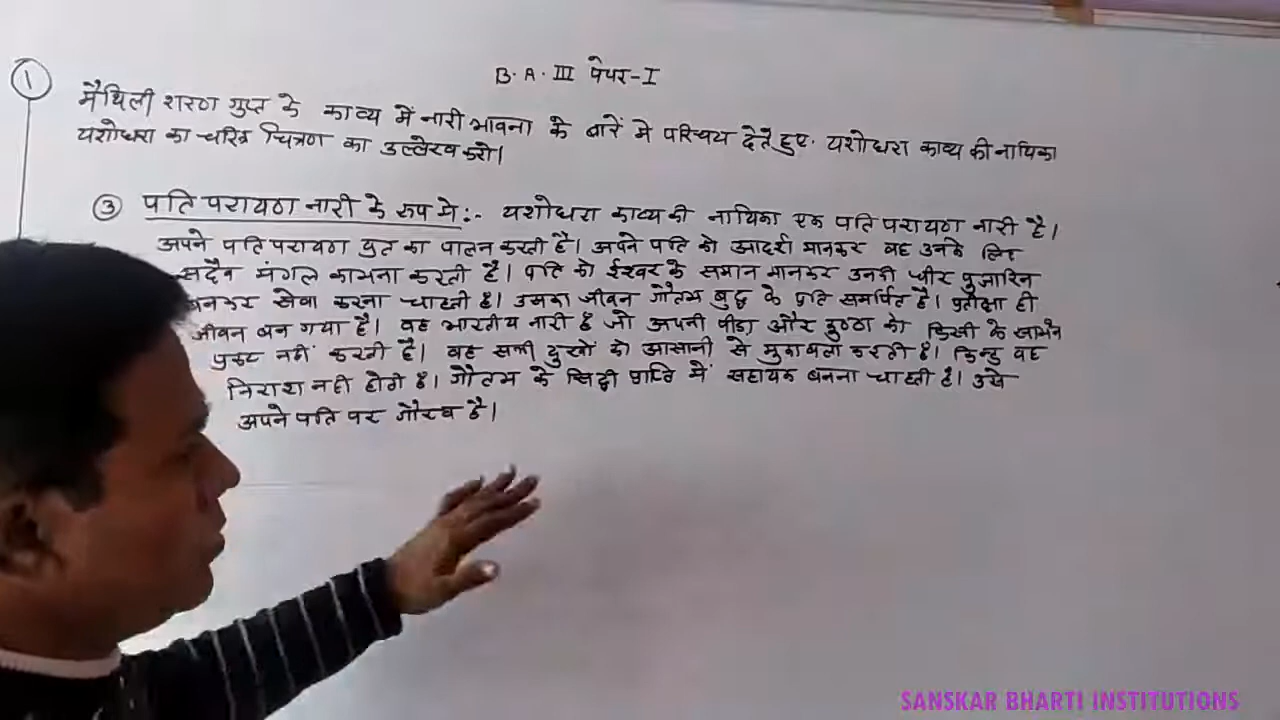 B.A.III पेपर-I
① मैथिली शरण गुप्त के काव्य में नारी भावना के बारें मे परिचय देते हुए. यशोधरा काव्य की नायिका
यशोधरा का चरित्र चित्रण का उल्लेख करो।
③ पति परायण नारी के रूप मे:- यशोधरा काव्य की नायिका एक पति परायण नारी है।
अपने पति परायण व्रत का पालन करती है। अपने पति को आदर्श मानकर वह उनके लिए
सदैव मंगल कामना करती है। पति को ईश्वर के समान मानकर उनकी पुजारिन
बनकर सेवा करना चाहती है। उसका जीवन गौतम बुद्ध के प्रति समर्पित है। प्रतीक्षा ही
जीवन बन गया है। वह भारतीय नारी है जो अपनी पीड़ा और कुण्ठा को किसी के सामने
प्रकट नहीं करती है। वह सभी दुखों को आसानी से मुकाबला करती है। किन्तु वह
निराश नही होती है। गौतम के सिद्धी प्राप्ति में सहायक बनना चाहती है। उसे
अपने पति पर गौरव है।
SANSKAR BHARTI INSTITUTIONS